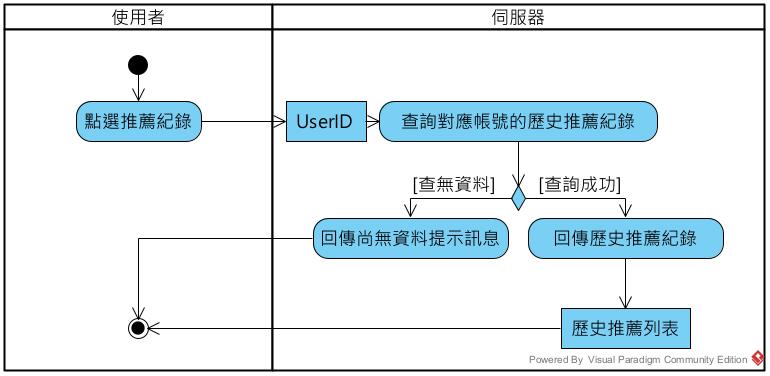 使用者
伺服器
點選推薦紀錄
UserID
查詢對應帳號的歷史推薦紀錄
[查無資料]
[查詢成功]
回傳尚無資料提示訊息
回傳歷史推薦紀錄
歷史推薦列表
Powered By Visual Paradigm Community Edition